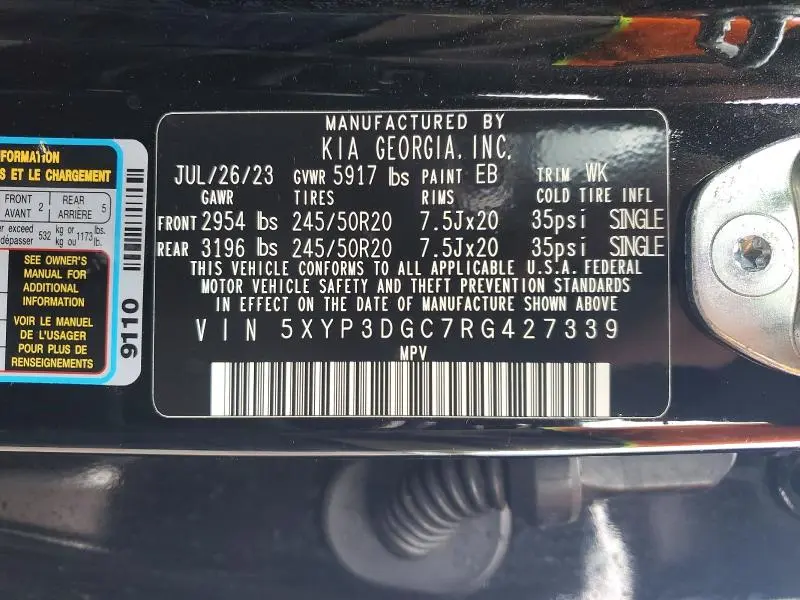 MANUFACTURED BY
KIA GEORGIA, INC.
JUL/26/23 GVWR 5917 lbs PAINT EB TRIM WK
GAWR TIRES RIMS COLD TIRE INFL
FRONT 2954 lbs 245/50R20 7.5Jx20 35psi SINGLE
REAR 3196 lbs 245/50R20 7.5Jx20 35psi SINGLE
THIS VEHICLE CONFORMS TO ALL APPLICABLE U.S.A. FEDERAL
MOTOR VEHICLE SAFETY AND THEFT PREVENTION STANDARDS
IN EFFECT ON THE DATE OF MANUFACTURE SHOWN ABOVE
VIN 5XYP3DGC7RG427339
MPV
FORMATION
S ET LE CHARGEMENT
FRONT AVANT 2 REAR ARRIÈRE 5
er exceed
dépasser 532 kg or ou 1173 lbs. lb.
SEE OWNER'S
MANUAL FOR
ADDITIONAL
INFORMATION
VOIR LE MANUEL
DE L'USAGER
POUR PLUS DE
RENSEIGNEMENTS
9110